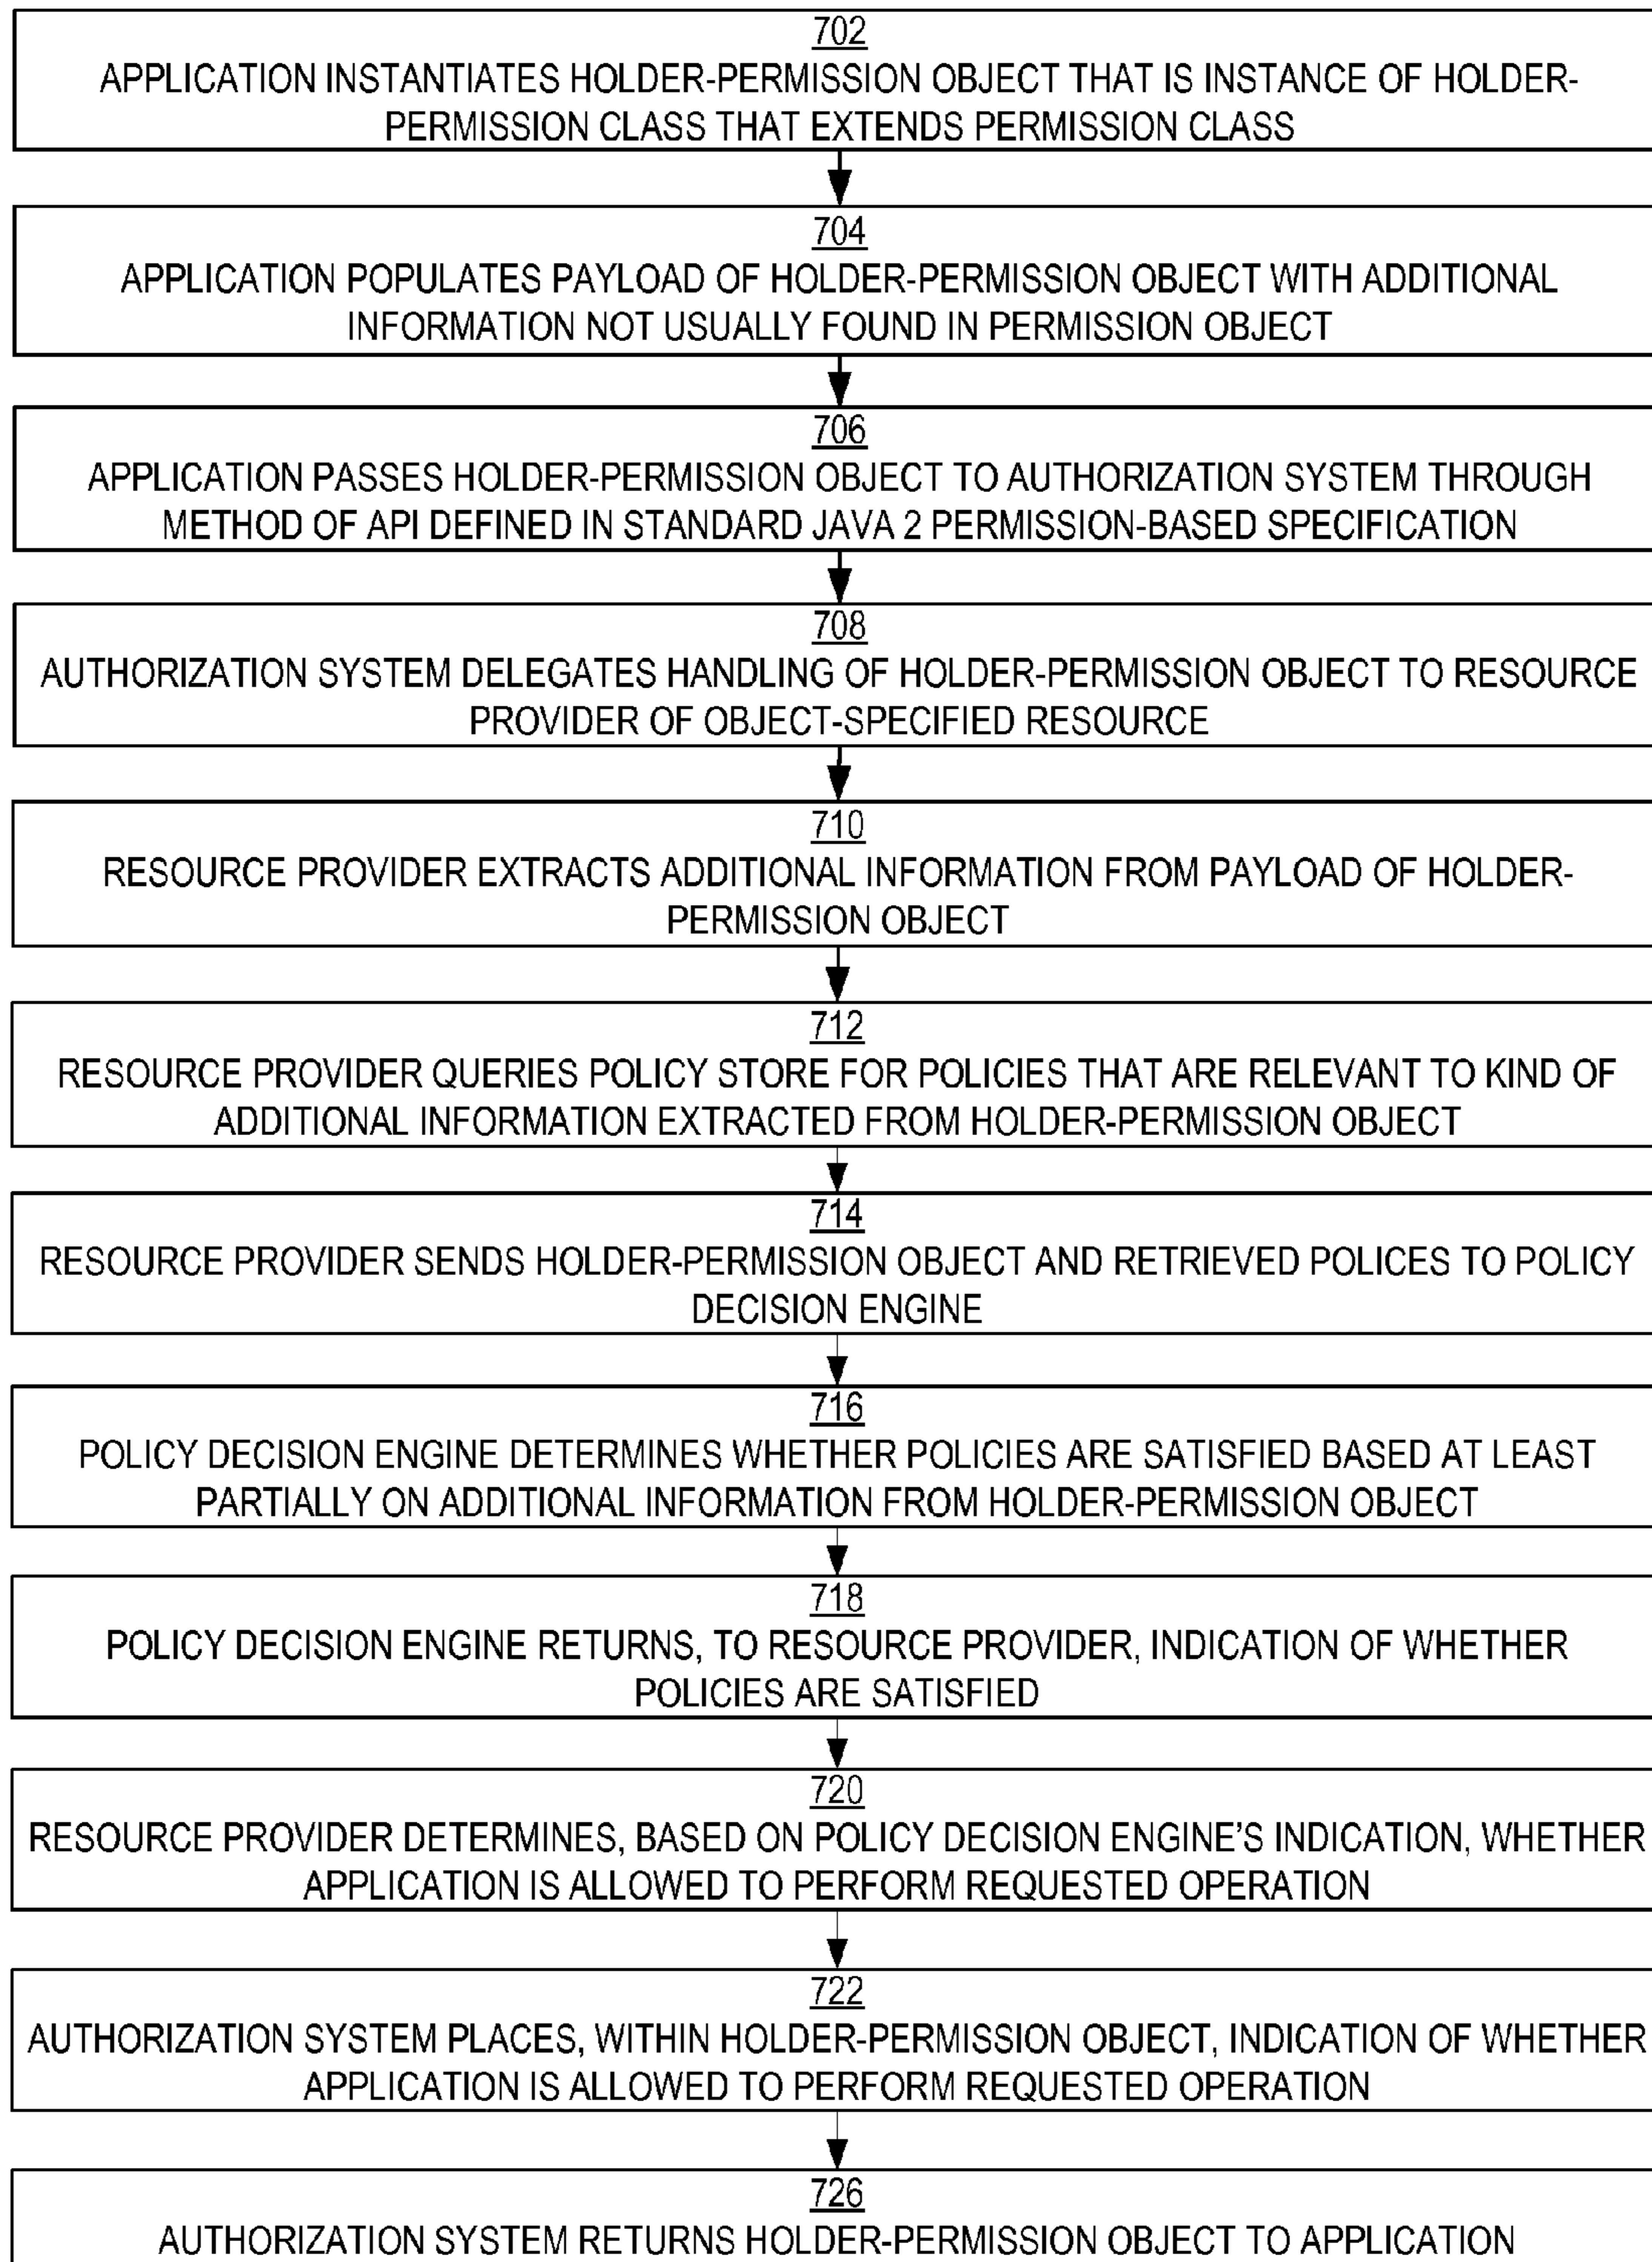 702
APPLICATION INSTANTIATES HOLDER-PERMISSION OBJECT THAT IS INSTANCE OF HOLDER-
PERMISSION CLASS THAT EXTENDS PERMISSION CLASS
704
APPLICATION POPULATES PAYLOAD OF HOLDER-PERMISSION OBJECT WITH ADDITIONAL
INFORMATION NOT USUALLY FOUND IN PERMISSION OBJECT
706
APPLICATION PASSES HOLDER-PERMISSION OBJECT TO AUTHORIZATION SYSTEM THROUGH
METHOD OF API DEFINED IN STANDARD JAVA 2 PERMISSION-BASED SPECIFICATION
708
AUTHORIZATION SYSTEM DELEGATES HANDLING OF HOLDER-PERMISSION OBJECT TO RESOURCE
PROVIDER OF OBJECT-SPECIFIED RESOURCE
710
RESOURCE PROVIDER EXTRACTS ADDITIONAL INFORMATION FROM PAYLOAD OF HOLDER-
PERMISSION OBJECT
712
RESOURCE PROVIDER QUERIES POLICY STORE FOR POLICIES THAT ARE RELEVANT TO KIND OF
ADDITIONAL INFORMATION EXTRACTED FROM HOLDER-PERMISSION OBJECT
714
RESOURCE PROVIDER SENDS HOLDER-PERMISSION OBJECT AND RETRIEVED POLICES TO POLICY
DECISION ENGINE
716
POLICY DECISION ENGINE DETERMINES WHETHER POLICIES ARE SATISFIED BASED AT LEAST
PARTIALLY ON ADDITIONAL INFORMATION FROM HOLDER-PERMISSION OBJECT
718
POLICY DECISION ENGINE RETURNS, TO RESOURCE PROVIDER, INDICATION OF WHETHER
POLICIES ARE SATISFIED
720
RESOURCE PROVIDER DETERMINES, BASED ON POLICY DECISION ENGINE'S INDICATION, WHETHER
APPLICATION IS ALLOWED TO PERFORM REQUESTED OPERATION
722
AUTHORIZATION SYSTEM PLACES, WITHIN HOLDER-PERMISSION OBJECT, INDICATION OF WHETHER
APPLICATION IS ALLOWED TO PERFORM REQUESTED OPERATION
726
AUTHORIZATION SYSTEM RETURNS HOLDER-PERMISSION OBJECT TO APPLICATION